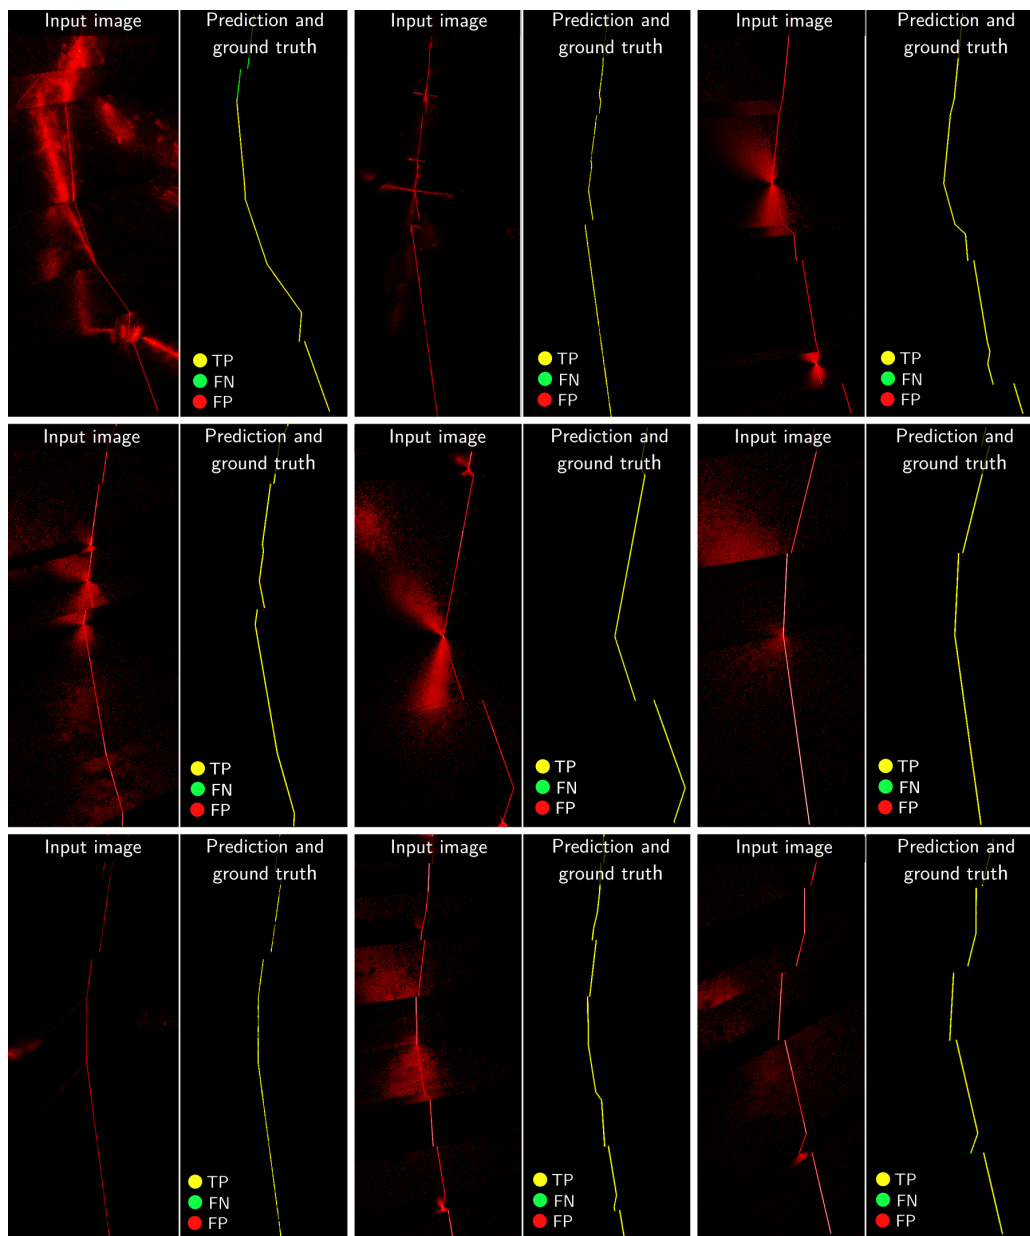 Input image
Prediction and
ground truth
TP
FN
FP
Input image
Prediction and
ground truth
TP
FN
FP
Input image
Prediction and
ground truth
TP
FN
FP
Input image
Prediction and
ground truth
TP
FN
FP
Input image
Prediction and
ground truth
TP
FN
FP
Input image
Prediction and
ground truth
TP
FN
FP
Input image
Prediction and
ground truth
TP
FN
FP
Input image
Prediction and
ground truth
TP
FN
FP
Input image
Prediction and
ground truth
TP
FN
FP